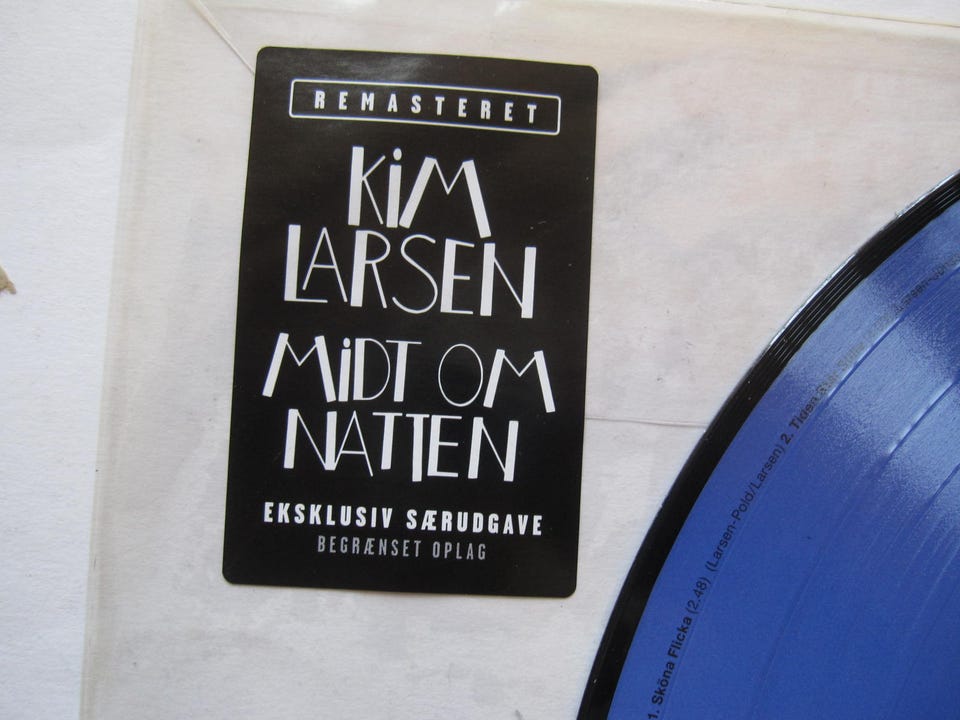 REMASTERET
KiM
LARSEN
MiDT OM
NATTEN
EKSKLUSIV SÆRUDGAVE
BEGRÆNSET OPLAG
1. Sköna Flicka (2.48) (Larsen-Pold/Larsen) 2. Tiden